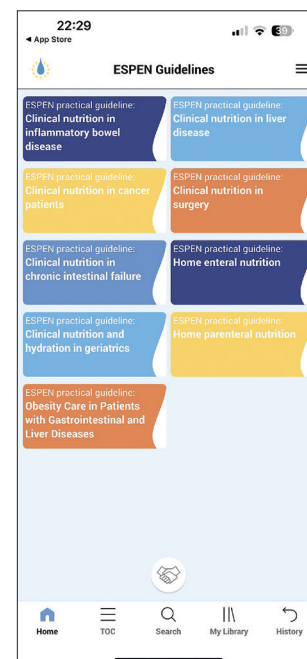 22:29
39
◄ App Store
ESPEN Guidelines
ESPEN practical guideline:
Clinical nutrition in
inflammatory bowel
disease
ESPEN practical guideline:
Clinical nutrition in liver
disease
ESPEN practical guideline:
Clinical nutrition in cancer
patients
ESPEN practical guideline:
Clinical nutrition in
surgery
ESPEN practical guideline:
Clinical nutrition in
chronic intestinal failure
ESPEN practical guideline:
Home enteral nutrition
ESPEN practical guideline:
Clinical nutrition and
hydration in geriatrics
ESPEN practical guideline:
Home parenteral nutrition
ESPEN practical guideline:
Obesity Care in Patients
with Gastrointestinal and
Liver Diseases
Home
TOC
Search
My Library
History